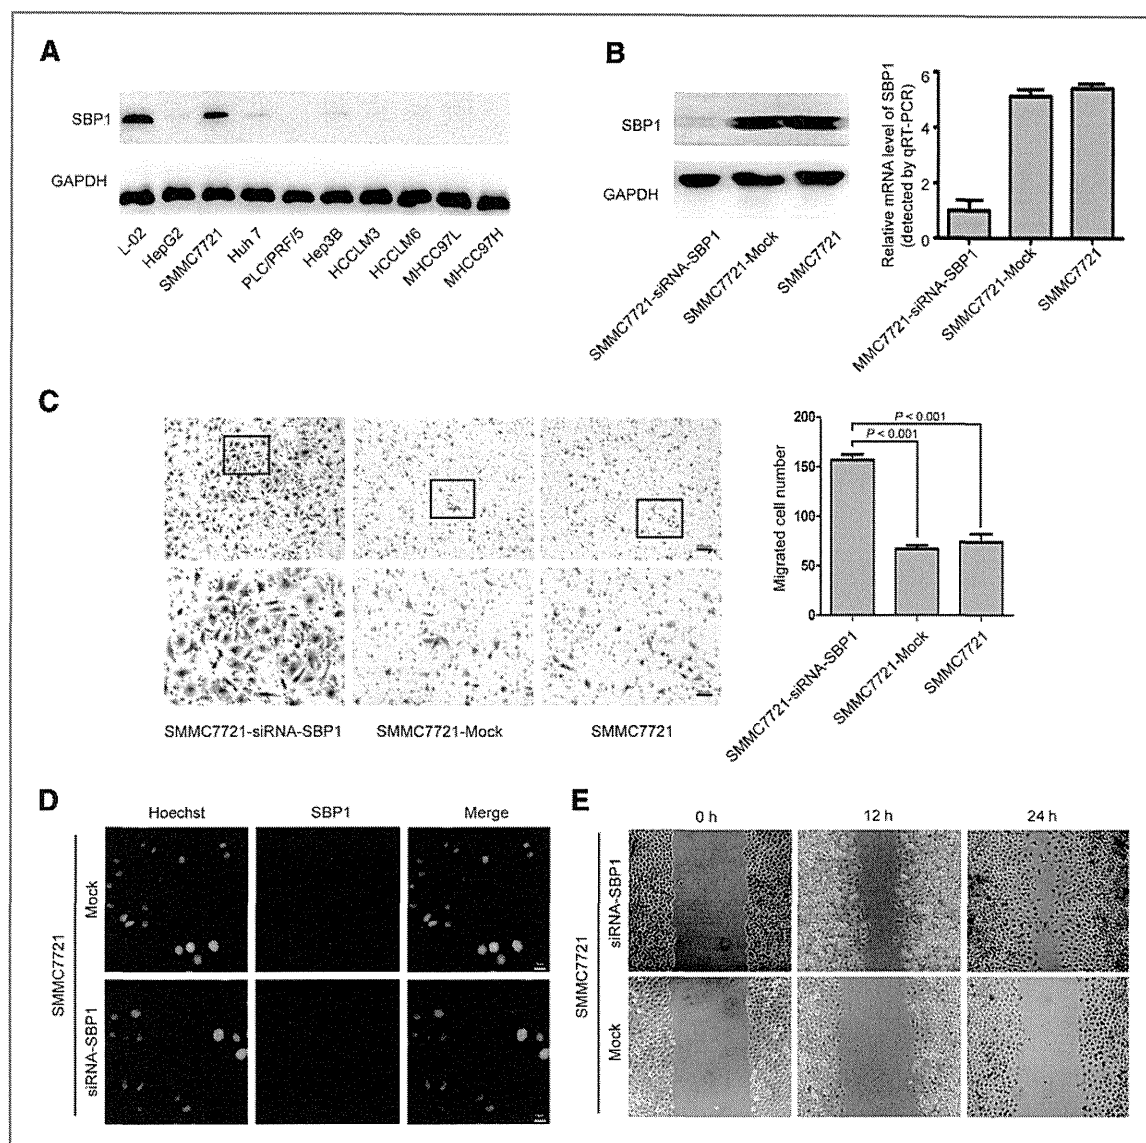 A
SBP1
GAPDH
L-02
HepG2
SMMC7721
Huh 7
PLC/PRF/5
Hep3B
HCCLM3
HCCLM6
MHCC97L
MHCC97H
B
SBP1
GAPDH
SMMC7721-siRNA-SBP1
SMMC7721-Mock
SMMC7721
Relative mRNA level of SBP1
(detected by qRT-PCR)
6
4
2
0
MMC7721-siRNA-SBP1
SMMC7721-Mock
SMMC7721
C
SMMC7721-siRNA-SBP1
SMMC7721-Mock
SMMC7721
Migrated cell number
200
150
100
50
0
P < 0.001
P < 0.001
SMMC7721-siRNA-SBP1
SMMC7721-Mock
SMMC7721
D
Hoechst
SBP1
Merge
SMMC7721
Mock
siRNA-SBP1
E
0 h
12 h
24 h
SMMC7721
siRNA-SBP1
Mock